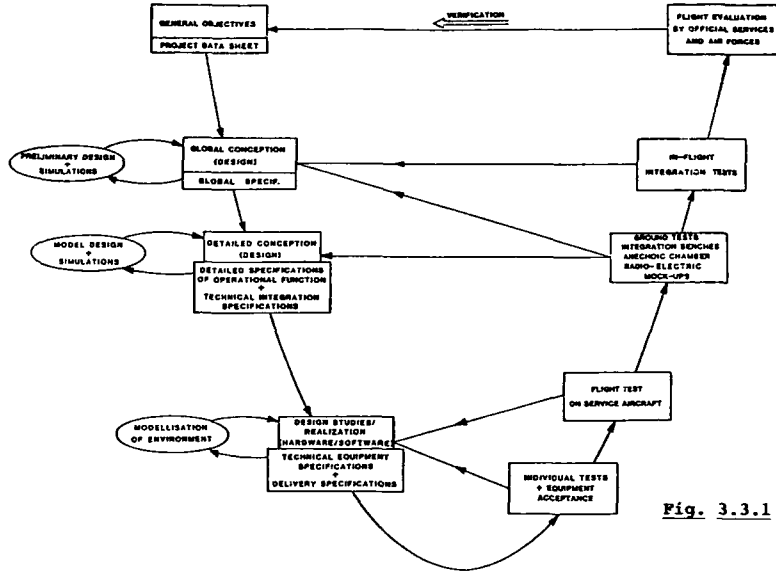 GENERAL OBJECTIVES
PROJECT DATA SHEET
VERIFICATION
FLIGHT EVALUATION
BY OFFICIAL SERVICES
AND AIR FORCES
PRELIMINARY DESIGN
+
SIMULATIONS
GLOBAL CONCEPTION
(DESIGN)
GLOBAL SPECIF.
IN-FLIGHT
INTEGRATION TESTS
MODEL DESIGN
+
SIMULATIONS
DETAILED CONCEPTION
(DESIGN)
DETAILED SPECIFICATIONS
OF OPERATIONAL FUNCTION
+
TECHNICAL INTEGRATION
SPECIFICATIONS
GROUND TESTS
INTEGRATION BENCHES
ANECHOIC CHAMBER
RADIO-ELECTRIC
MOCK-UPS
FLIGHT TEST
ON SERVICE AIRCRAFT
MODELLISATION
OF ENVIRONMENT
DESIGN STUDIES/
REALIZATION
(HARDWARE/SOFTWARE)
TECHNICAL EQUIPMENT
SPECIFICATIONS
+
DELIVERY SPECIFICATIONS
INDIVIDUAL TESTS
+ EQUIPMENT
ACCEPTANCE
Fig. 3.3.1